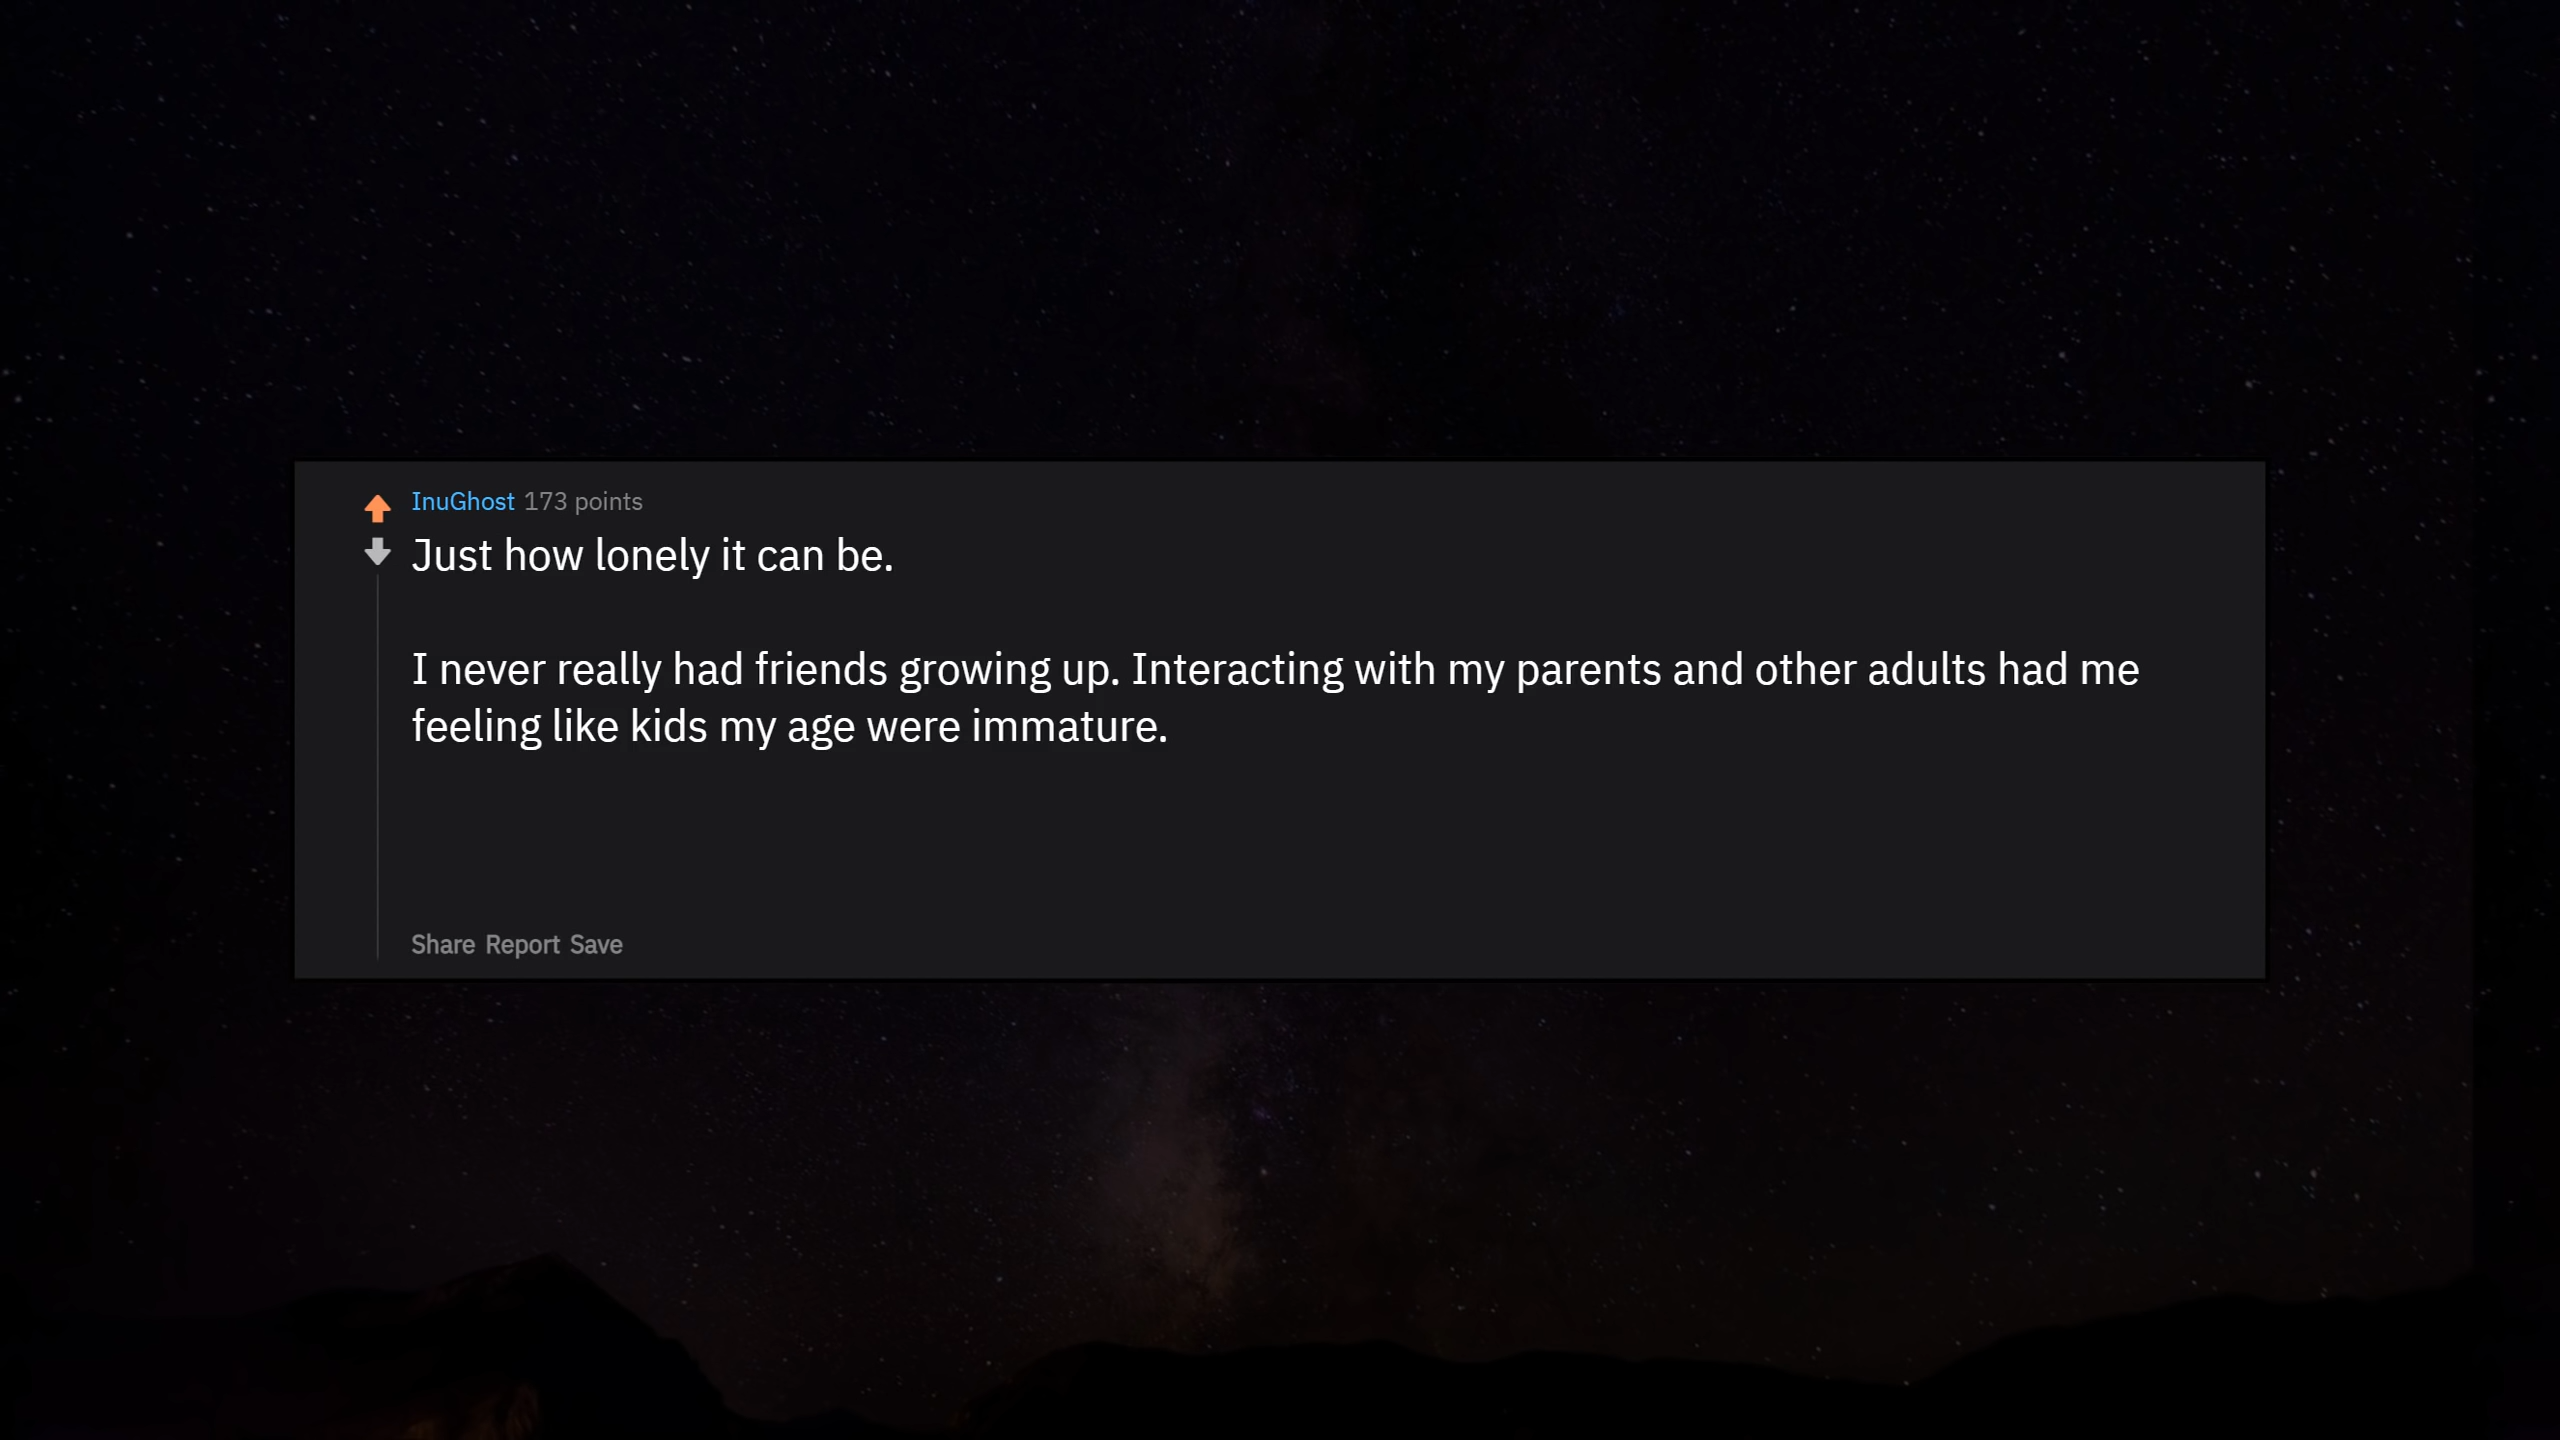 InuGhost 173 points
Just how lonely it can be.
I never really had friends growing up. Interacting with my parents and other adults had me
feeling like kids my age were immature.
Share Report Save